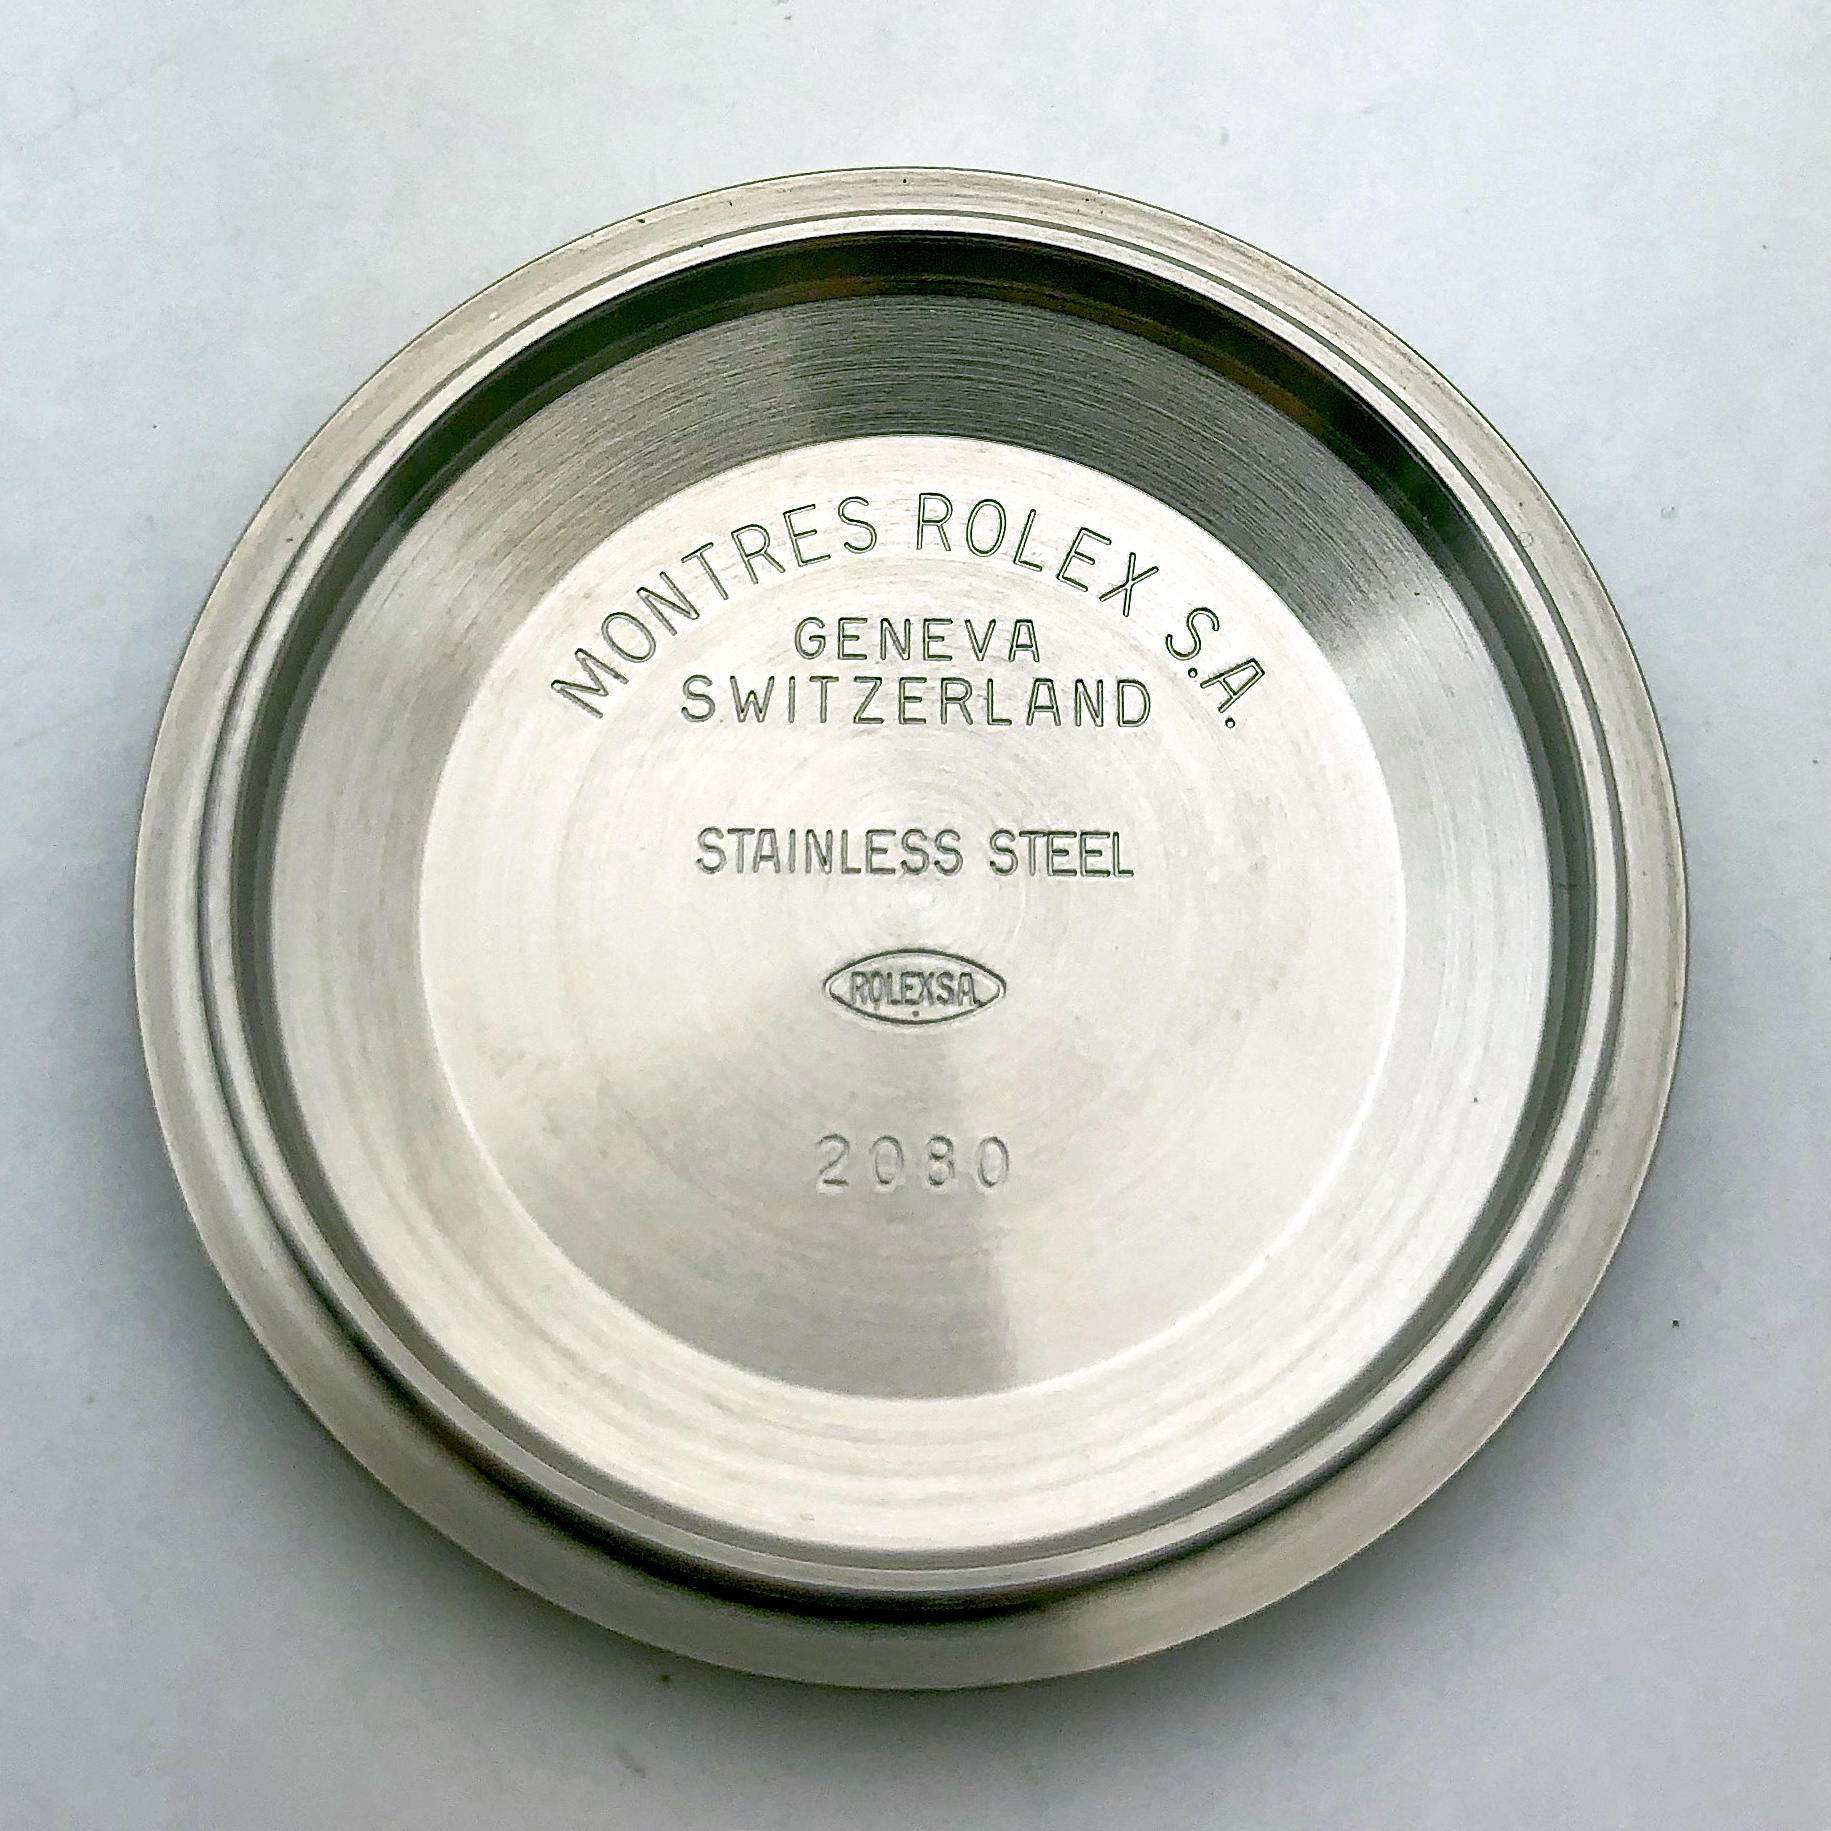 MONTRES ROLEX S.A.
GENEVA
SWITZERLAND
STAINLESS STEEL
ROLEX S.A.
2080